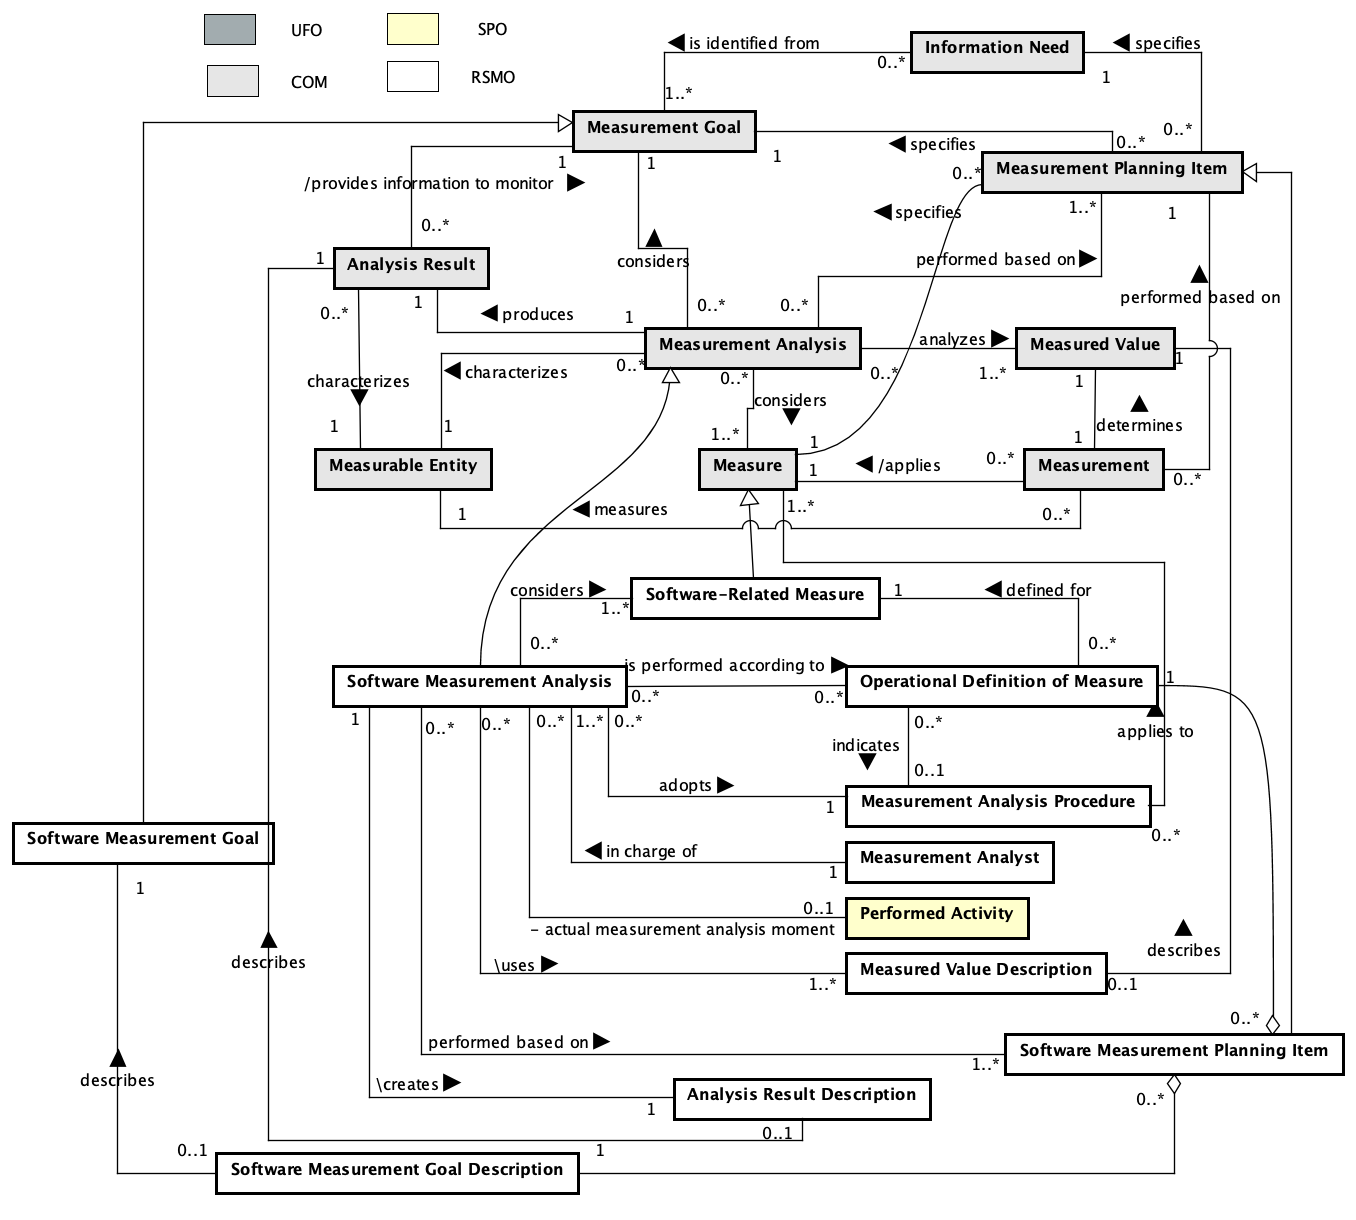 UFO
SPO
COM
RSMO
is identified from
Information Need
specifies
0..*
1
1..*
Measurement Goal
0..*
0..*
specifies
1
1
1
0..*
Measurement Planning Item
/provides information to monitor
specifies
1..*
1
0..*
1
considers
performed based on
Analysis Result
performed based on
0..*
1
0..*
0..*
produces
1
Measurement Analysis
analyzes
Measured Value
1
0..*
characterizes
0..*
0..*
1..*
1
characterizes
considers
determines
1
1
1..*
1
1
Measurable Entity
Measure
1
/applies
0..*
Measurement
0..*
1
measures
1..*
0..*
considers
Software-Related Measure
1
defined for
1..*
0..*
0..*
is performed according to
Software Measurement Analysis
0..*
0..*
Operational Definition of Measure
1
1
0..*
0..*
0..*
1..*
0..*
0..*
applies to
indicates
0..1
adopts
1
Measurement Analysis Procedure
0..*
Software Measurement Goal
in charge of
1
Measurement Analyst
1
0..1
Performed Activity
- actual measurement analysis moment
describes
describes
\uses
1..*
Measured Value Description
0..1
0..*
performed based on
1..*
Software Measurement Planning Item
describes
\creates
1
Analysis Result Description
0..*
0..1
0..1
Software Measurement Goal Description
1